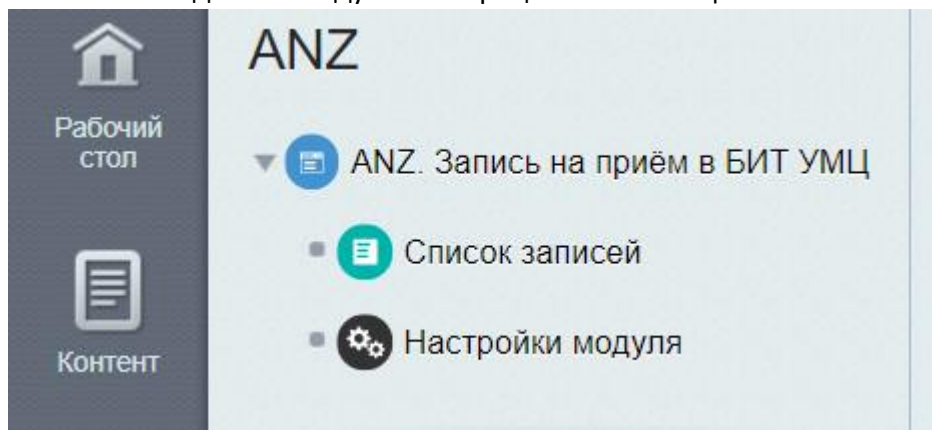 ANZ
Рабочий
стол
ANZ. Запись на приём в БИТ УМЦ
Список записей
Контент
Настройки модуля